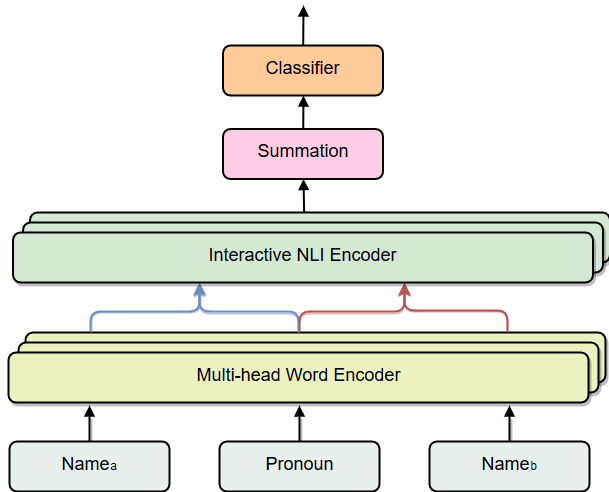 Classifier
Summation
Interactive NLI Encoder
Multi-head Word Encoder
Namea Pronoun Nameb